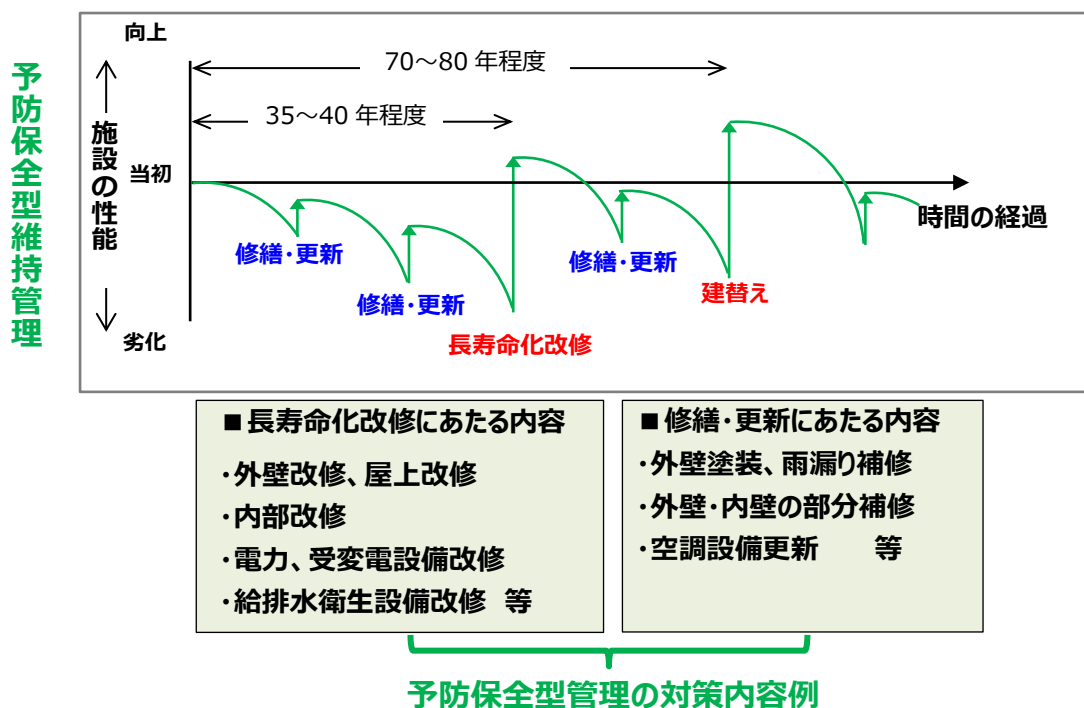 予防保全型維持管理
向上
施設の性能
当初
劣化
70～80 年程度
35～40 年程度
時間の経過
修繕・更新
修繕・更新
長寿命化改修
修繕・更新
建替え
■長寿命化改修にあたる内容
・外壁改修、屋上改修
・内部改修
・電力、受変電設備改修
・給排水衛生設備改修 等
■修繕・更新にあたる内容
・外壁塗装、雨漏り補修
・外壁・内壁の部分補修
・空調設備更新　　等
予防保全型管理の対策内容例